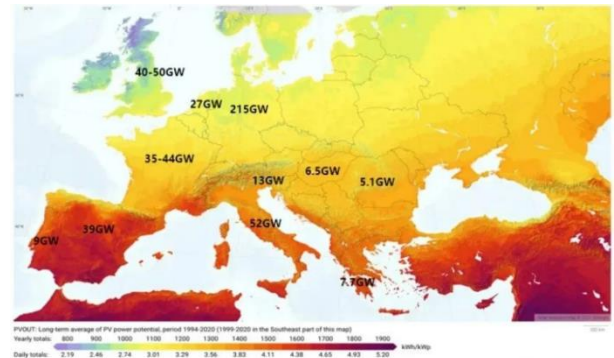 40-50GW
27GW 215GW
35-44GW
6.5GW
13GW
5.1GW
39GW
52GW
9GW
7.7GW
PVOUT: Long-term average of PV power potential, period 1994-2020 (1999-2020 in the Southeast part of this map)
Yearly totals: 800 900 1000 1100 1200 1300 1400 1500 1600 1700 1800 1900
kWh/kWp
Daily totals: 2.19 2.46 2.74 3.01 3.29 3.56 3.83 4.11 4.38 4.65 4.93 5.20